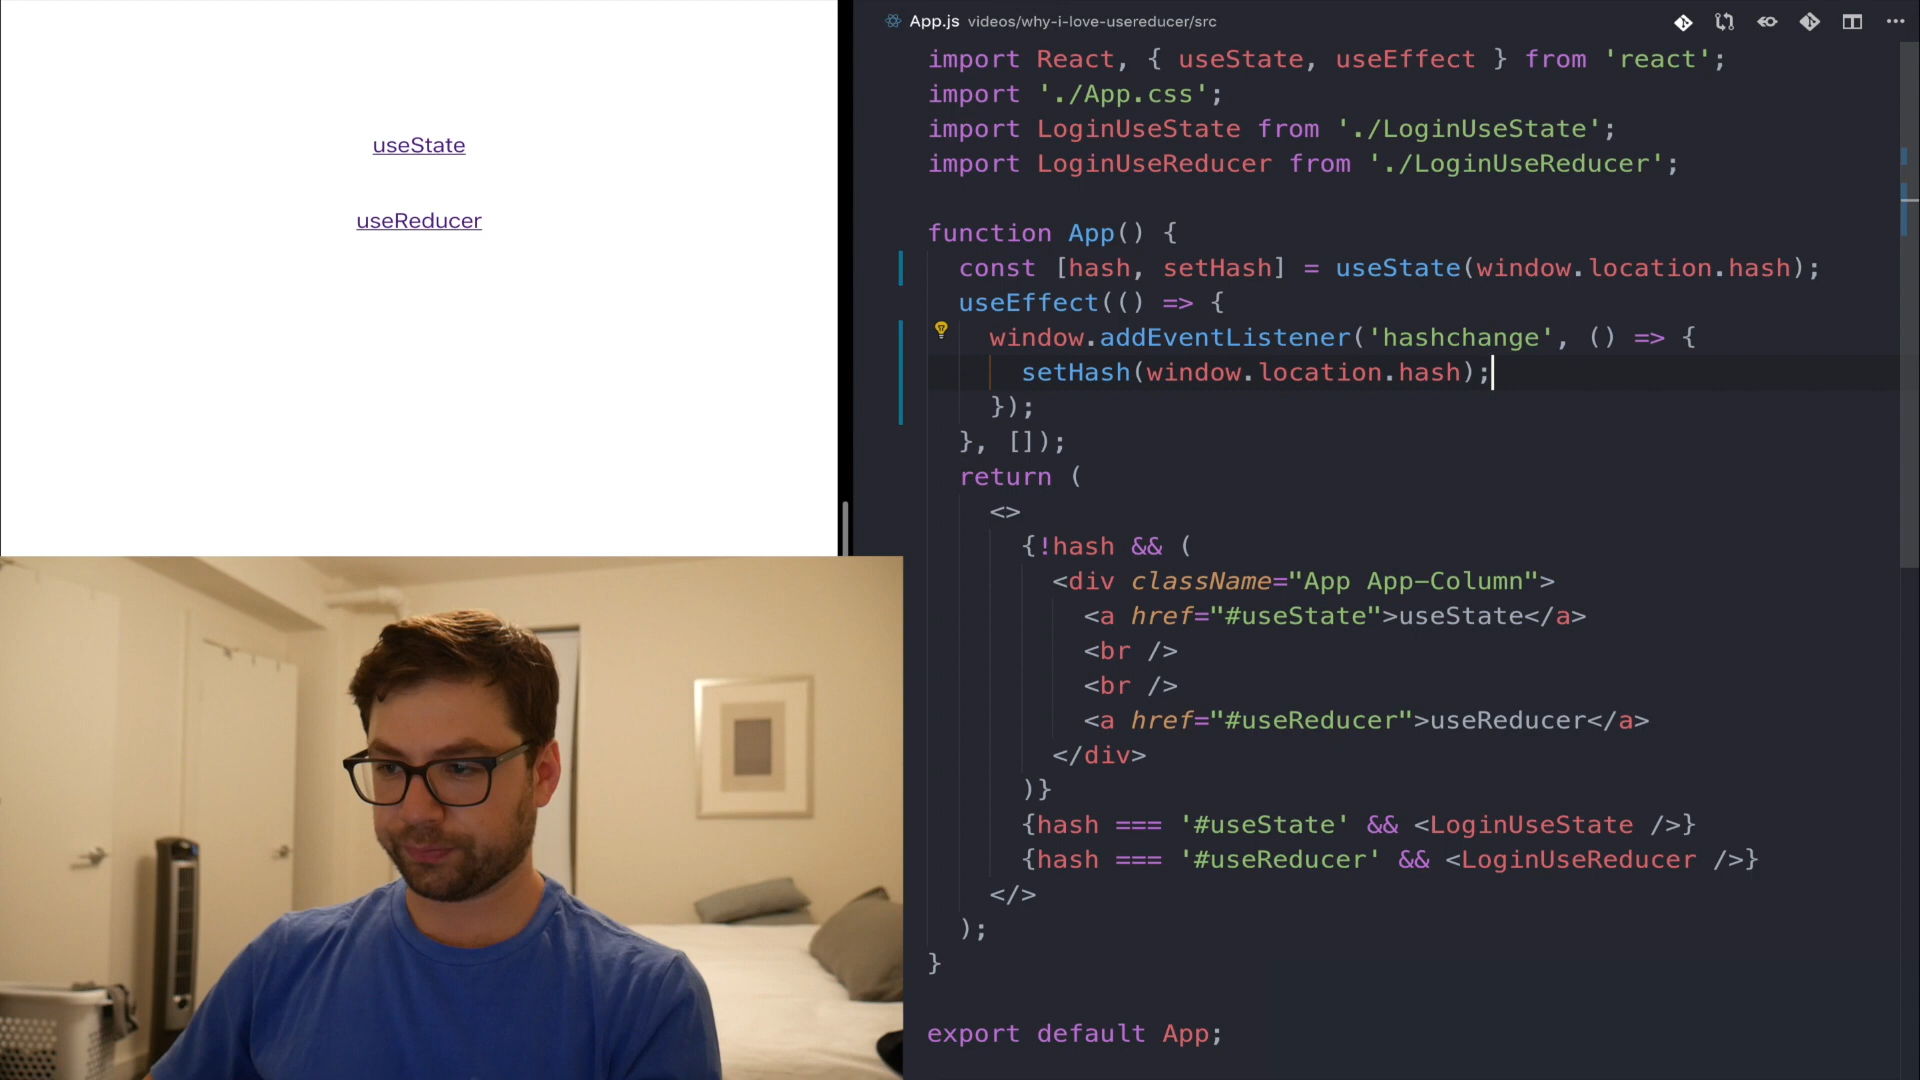 useState
useReducer
App.js videos/why-i-love-usereducer/src
import React, { useState, useEffect } from 'react';
import './App.css';
import LoginUseState from './LoginUseState';
import LoginUseReducer from './LoginUseReducer';
function App() {
const [hash, setHash] = useState(window.location.hash);
useEffect(() => {
window.addEventListener('hashchange', () => {
setHash(window.location.hash);
});
}, []);
return (
<>
{!hash && (
<div className="App App-Column">
<a href="#useState">useState</a>
<br />
<br />
<a href="#useReducer">useReducer</a>
</div>
)}
{hash === '#useState' && <LoginUseState />}
{hash === '#useReducer' && <LoginUseReducer />}
</>
);
}
export default App;